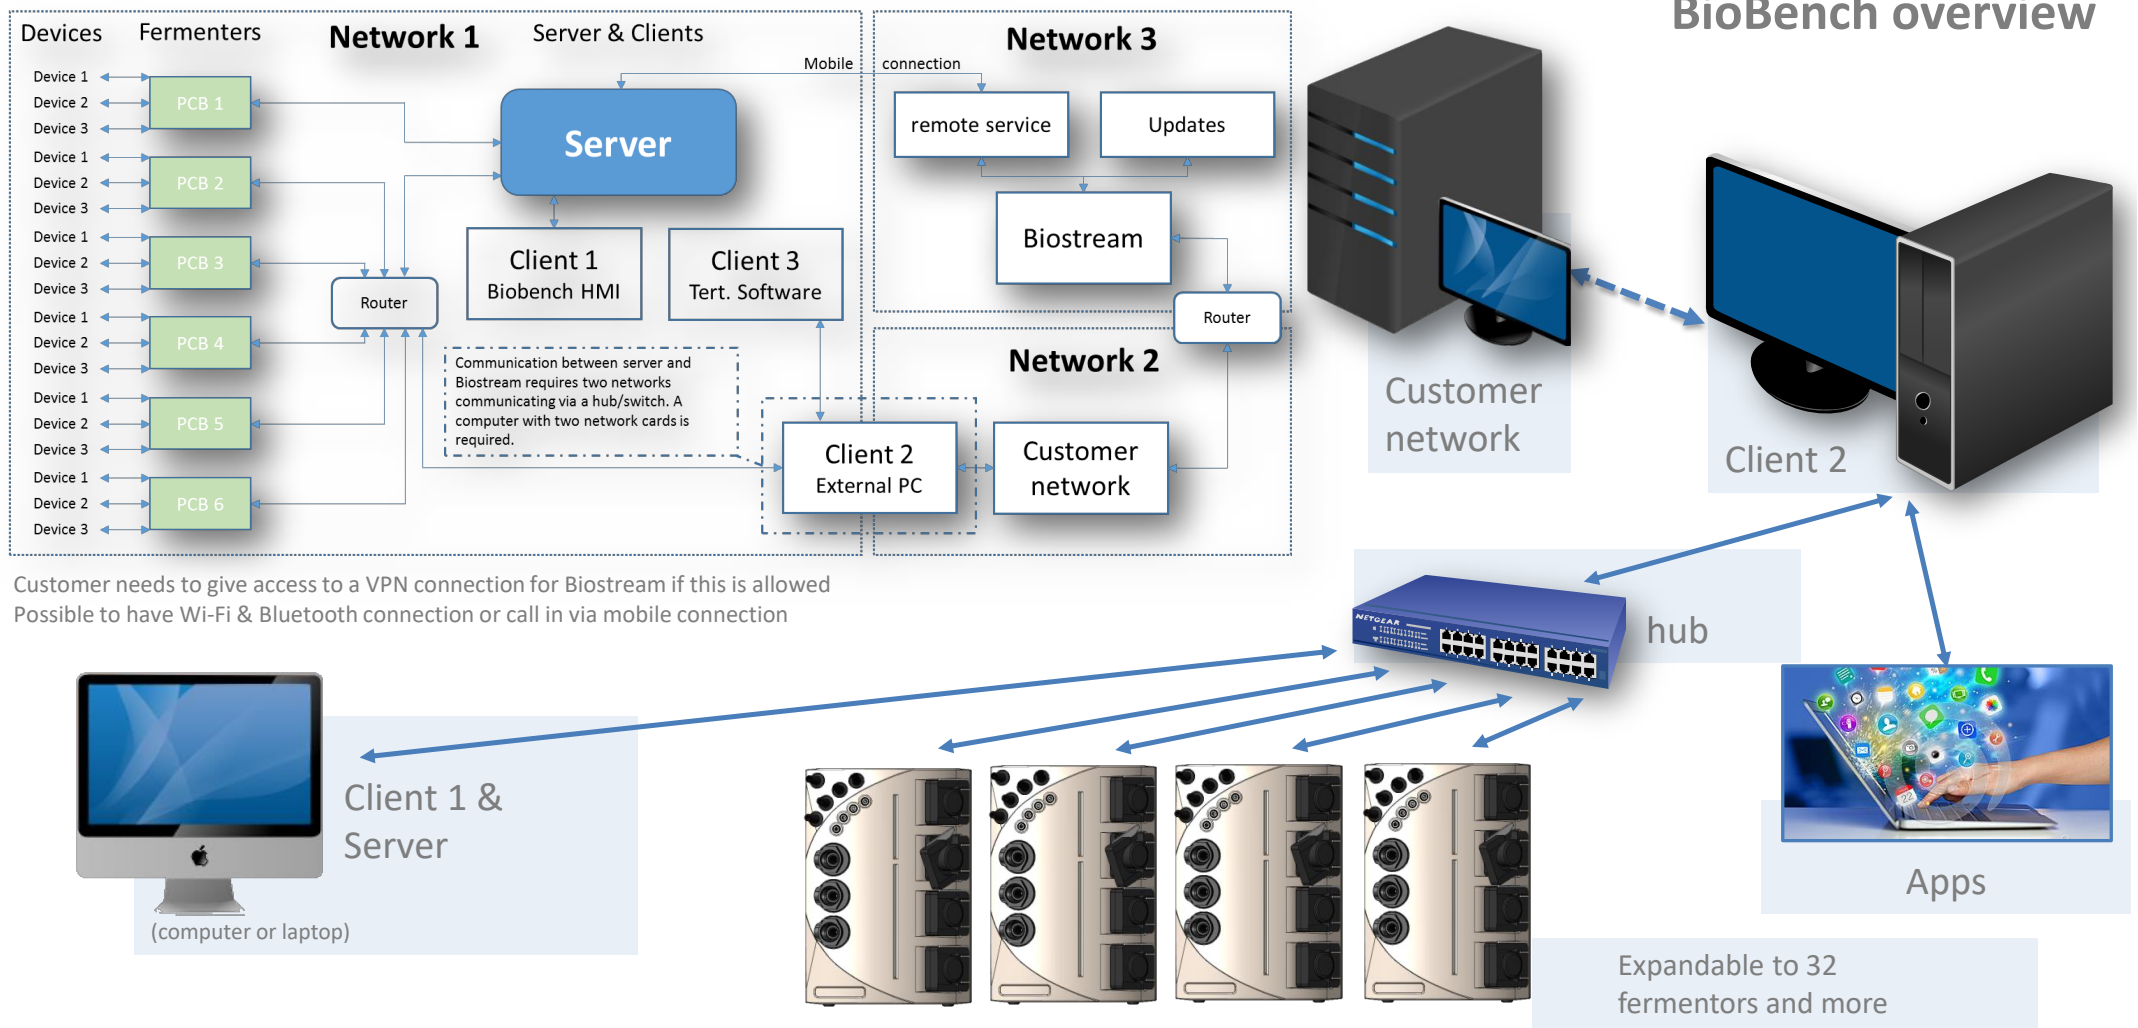 BioBench overview
Devices
Fermenters
Network 1
Server & Clients
Device 1
Device 2
Device 3
PCB 1
Device 1
Device 2
Device 3
PCB 2
Device 1
Device 2
Device 3
PCB 3
Device 1
Device 2
Device 3
PCB 4
Device 1
Device 2
Device 3
PCB 5
Device 1
Device 2
Device 3
PCB 6
Router
Server
Client 1
Biobench HMI
Client 3
Tert. Software
Communication between server and
Biostream requires two networks
communicating via a hub/switch. A
computer with two network cards is
required.
Client 2
External PC
Mobile connection
Network 3
remote service
Updates
Biostream
Router
Network 2
Customer
network
Customer needs to give access to a VPN connection for Biostream if this is allowed
Possible to have Wi-Fi & Bluetooth connection or call in via mobile connection
Customer
network
Client 2
NETGEAR
hub
Client 1 &
Server
(computer or laptop)
22
Apps
Expandable to 32
fermentors and more